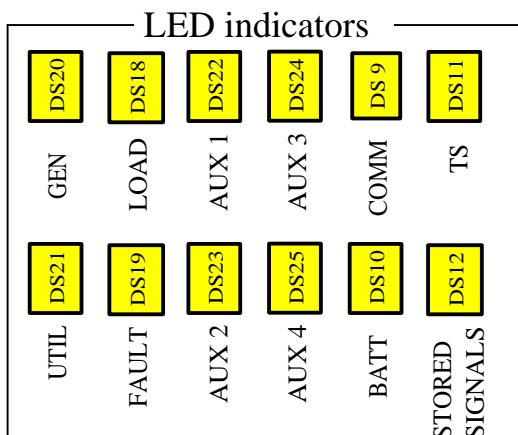 LED indicators
DS20 DS18 DS22 DS24 DS 9 DS11
GEN LOAD AUX 1 AUX 3 COMM TS
DS21 DS19 DS23 DS25 DS10 DS12
UTIL FAULT AUX 2 AUX 4 BATT STORED SIGNALS